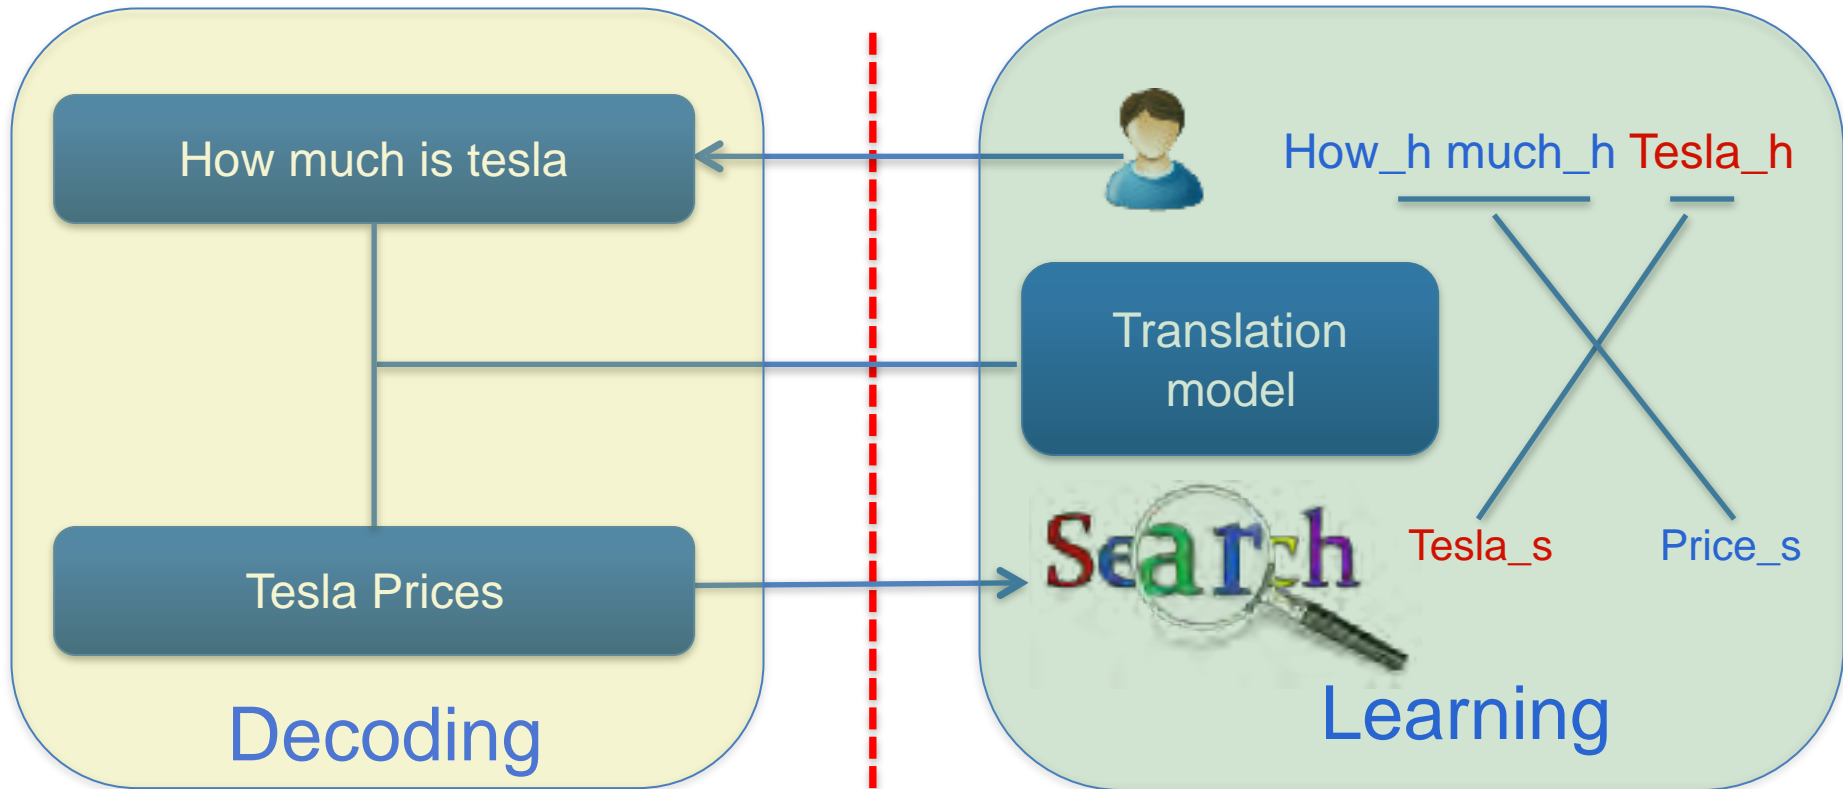 How much is tesla
Tesla Prices
Decoding
How_h much_h Tesla_h
Translation
model
Search
Tesla_s Price_s
Learning